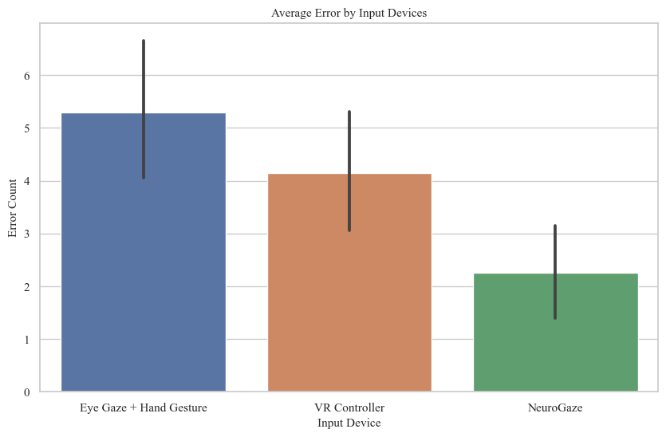 Average Error by Input Devices
Error Count
6
5
4
3
2
1
0
Eye Gaze + Hand Gesture
VR Controller
NeuroGaze
Input Device